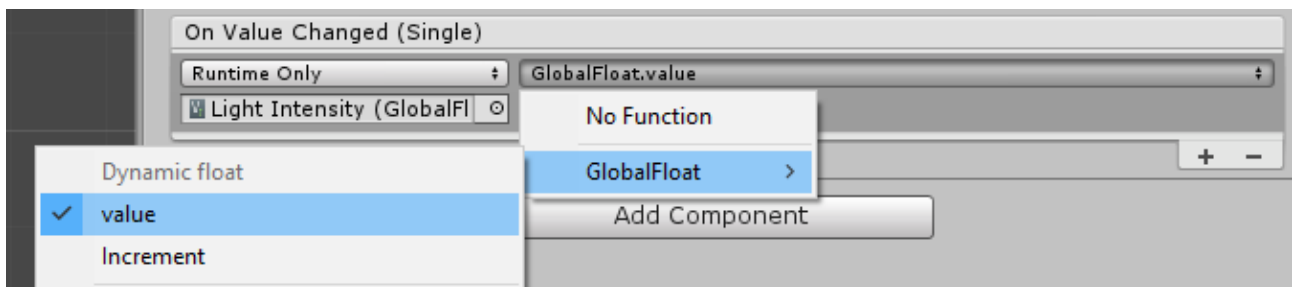 On Value Changed (Single)
Runtime Only
GlobalFloat.value
Light Intensity (GlobalFl
No Function
GlobalFloat
Dynamic float
value
Increment
Add Component